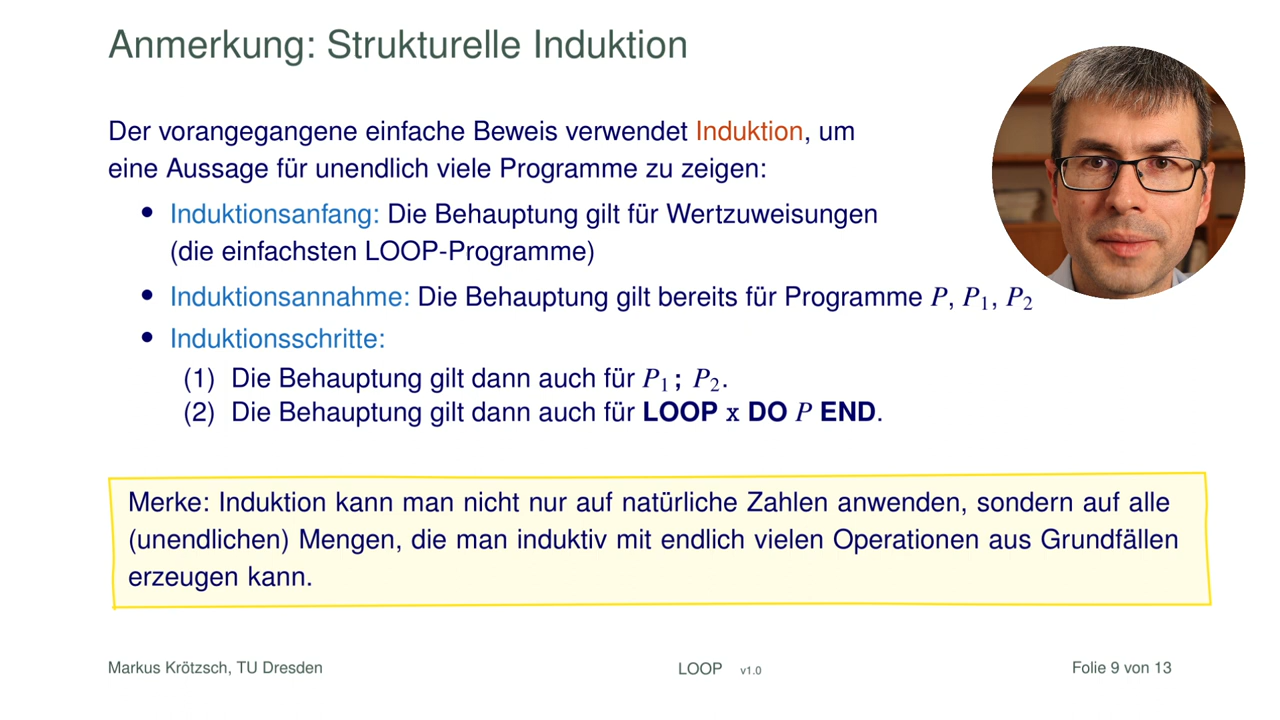 Anmerkung: Strukturelle Induktion
Der vorangegangene einfache Beweis verwendet Induktion, um
eine Aussage für unendlich viele Programme zu zeigen:
• Induktionsanfang: Die Behauptung gilt für Wertzuweisungen
(die einfachsten LOOP-Programme)
• Induktionsannahme: Die Behauptung gilt bereits für Programme P, P₁, P₂
• Induktionsschritte:
(1) Die Behauptung gilt dann auch für P₁; P₂.
(2) Die Behauptung gilt dann auch für LOOP x DO P END.
Merke: Induktion kann man nicht nur auf natürliche Zahlen anwenden, sondern auf alle
(unendlichen) Mengen, die man induktiv mit endlich vielen Operationen aus Grundfällen
erzeugen kann.
Markus Krötzsch, TU Dresden LOOP v1.0 Folie 9 von 13